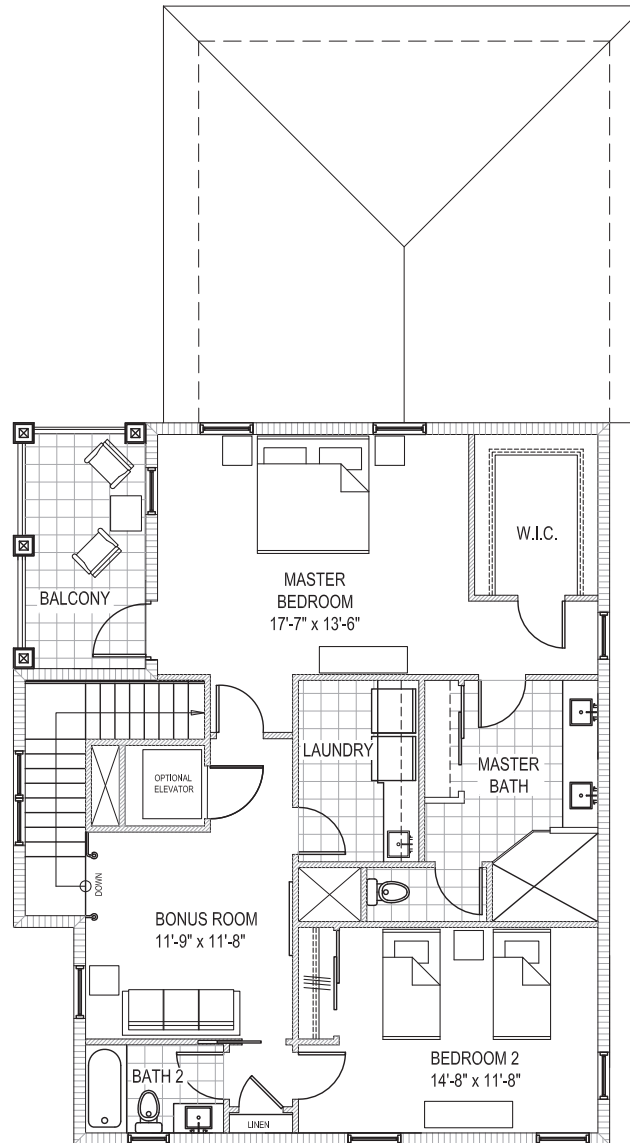 W.I.C.
MASTER
BEDROOM
17'-7" x 13'-6"
BALCONY
LAUNDRY
MASTER
BATH
OPTIONAL
ELEVATOR
DOWN
BONUS ROOM
11'-9" x 11'-8"
BEDROOM 2
14'-8" x 11'-8"
BATH 2
LINEN